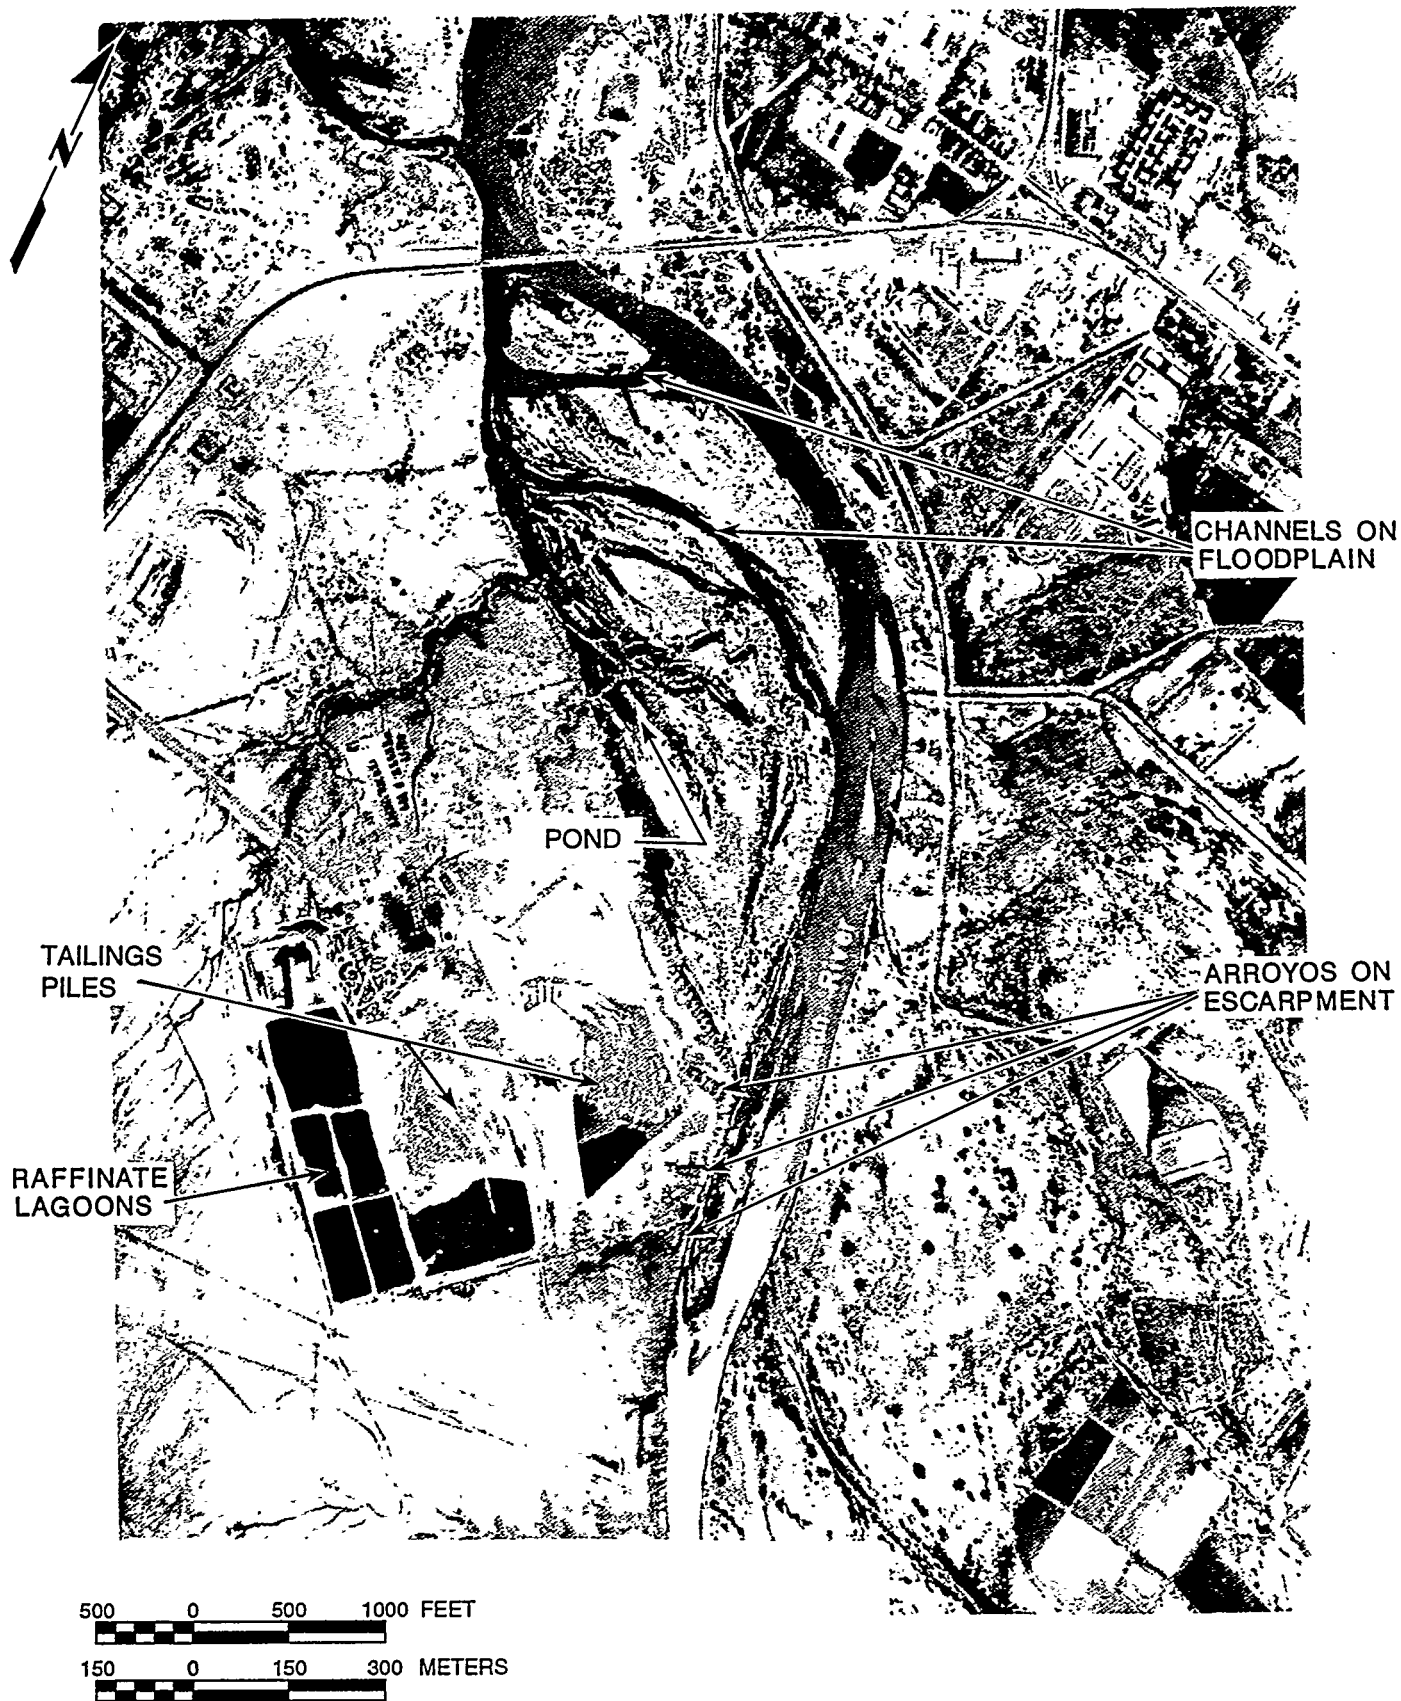 N
CHANNELS ON
FLOODPLAIN
POND
TAILINGS
PILES
ARROYOS ON
ESCARPMENT
RAFFINATE
LAGOONS
500 0 500 1000 FEET
150 0 150 300 METERS